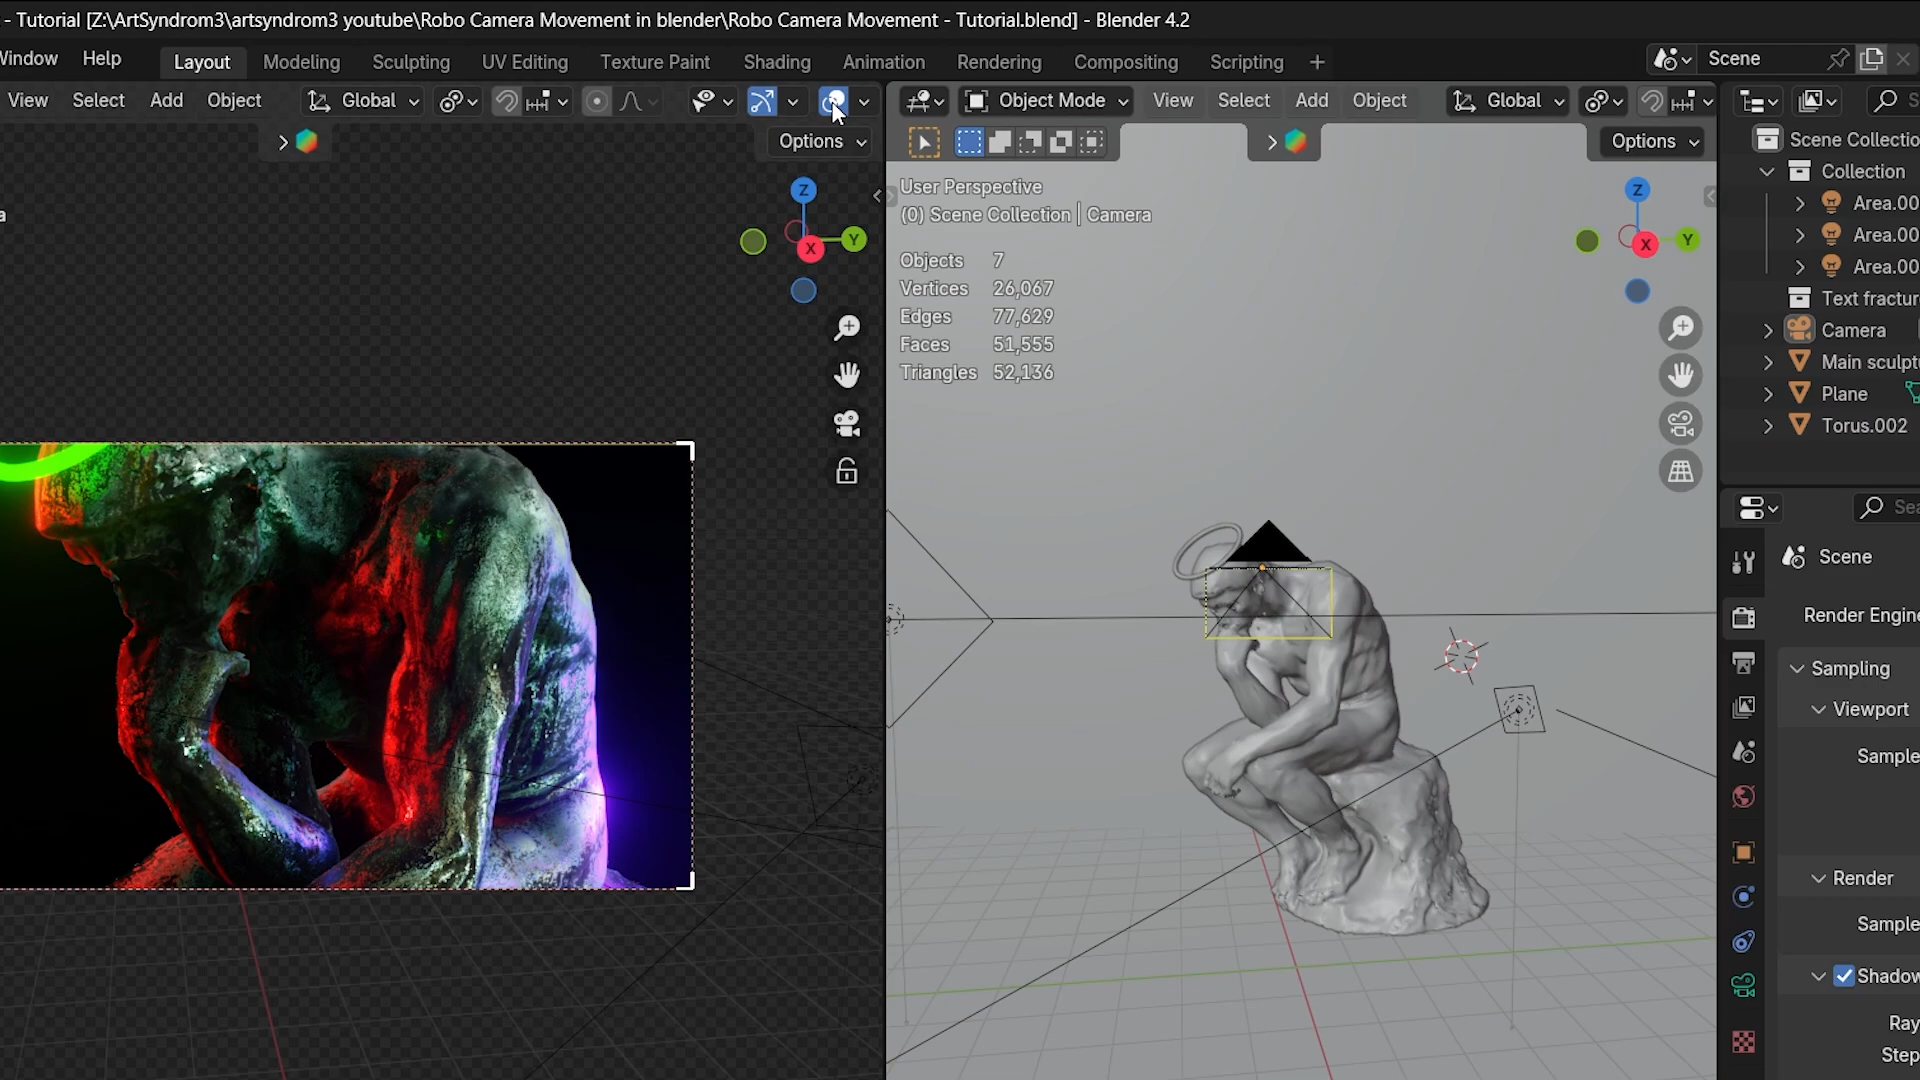 - Tutorial [Z:\ArtSyndrom3\artsyndrom3 youtube\Robo Camera Movement in blender\Robo Camera Movement - Tutorial.blend] - Blender 4.2
Window Help Layout Modeling Sculpting UV Editing Texture Paint Shading Animation Rendering Compositing Scripting + Scene
View Select Add Object Global
Object Mode View Select Add Object Global
Options
Options
Z
Y
X
User Perspective
(0) Scene Collection | Camera
Objects 7
Vertices 26,067
Edges 77,629
Faces 51,555
Triangles 52,136
Z
Y
X
Scene Collectio
Collection
Area.00
Area.00
Area.00
Text fractur
Camera
Main sculptu
Plane
Torus.002
Sea
Scene
Render Engine
Sampling
Viewport
Sample
Render
Sample
Shadow
Ray
Step